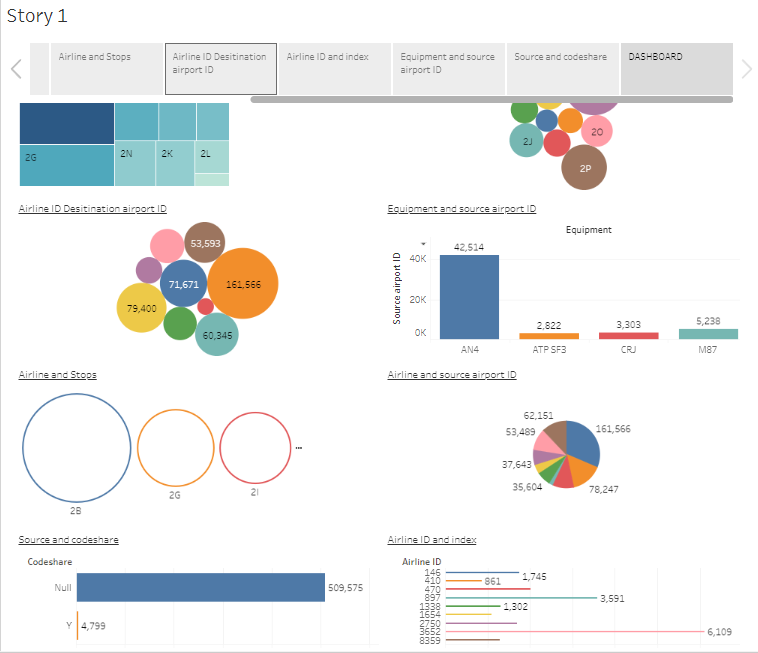 Story 1
Airline and Stops
Airline ID Desitination
airport ID
Airline ID and index
Equipment and source
airport ID
Source and codeshare
DASHBOARD
2G
2N
2K
2L
2J
2O
2P
Airline ID Desitination airport ID
53,593
71,671
161,566
79,400
60,345
Equipment and source airport ID
Equipment
Source airport ID
40K
20K
0K
42,514
2,822
3,303
5,238
AN4
ATP SF3
CRJ
M87
Airline and Stops
2B
2G
2I
...
Airline and source airport ID
62,151
161,566
53,489
37,643
35,604
78,247
Source and codeshare
Codeshare
Null
509,575
Y
4,799
Airline ID and index
Airline ID
146
1,745
410
861
470
897
3,591
1338
1,302
1654
2750
3652
6,109
8359